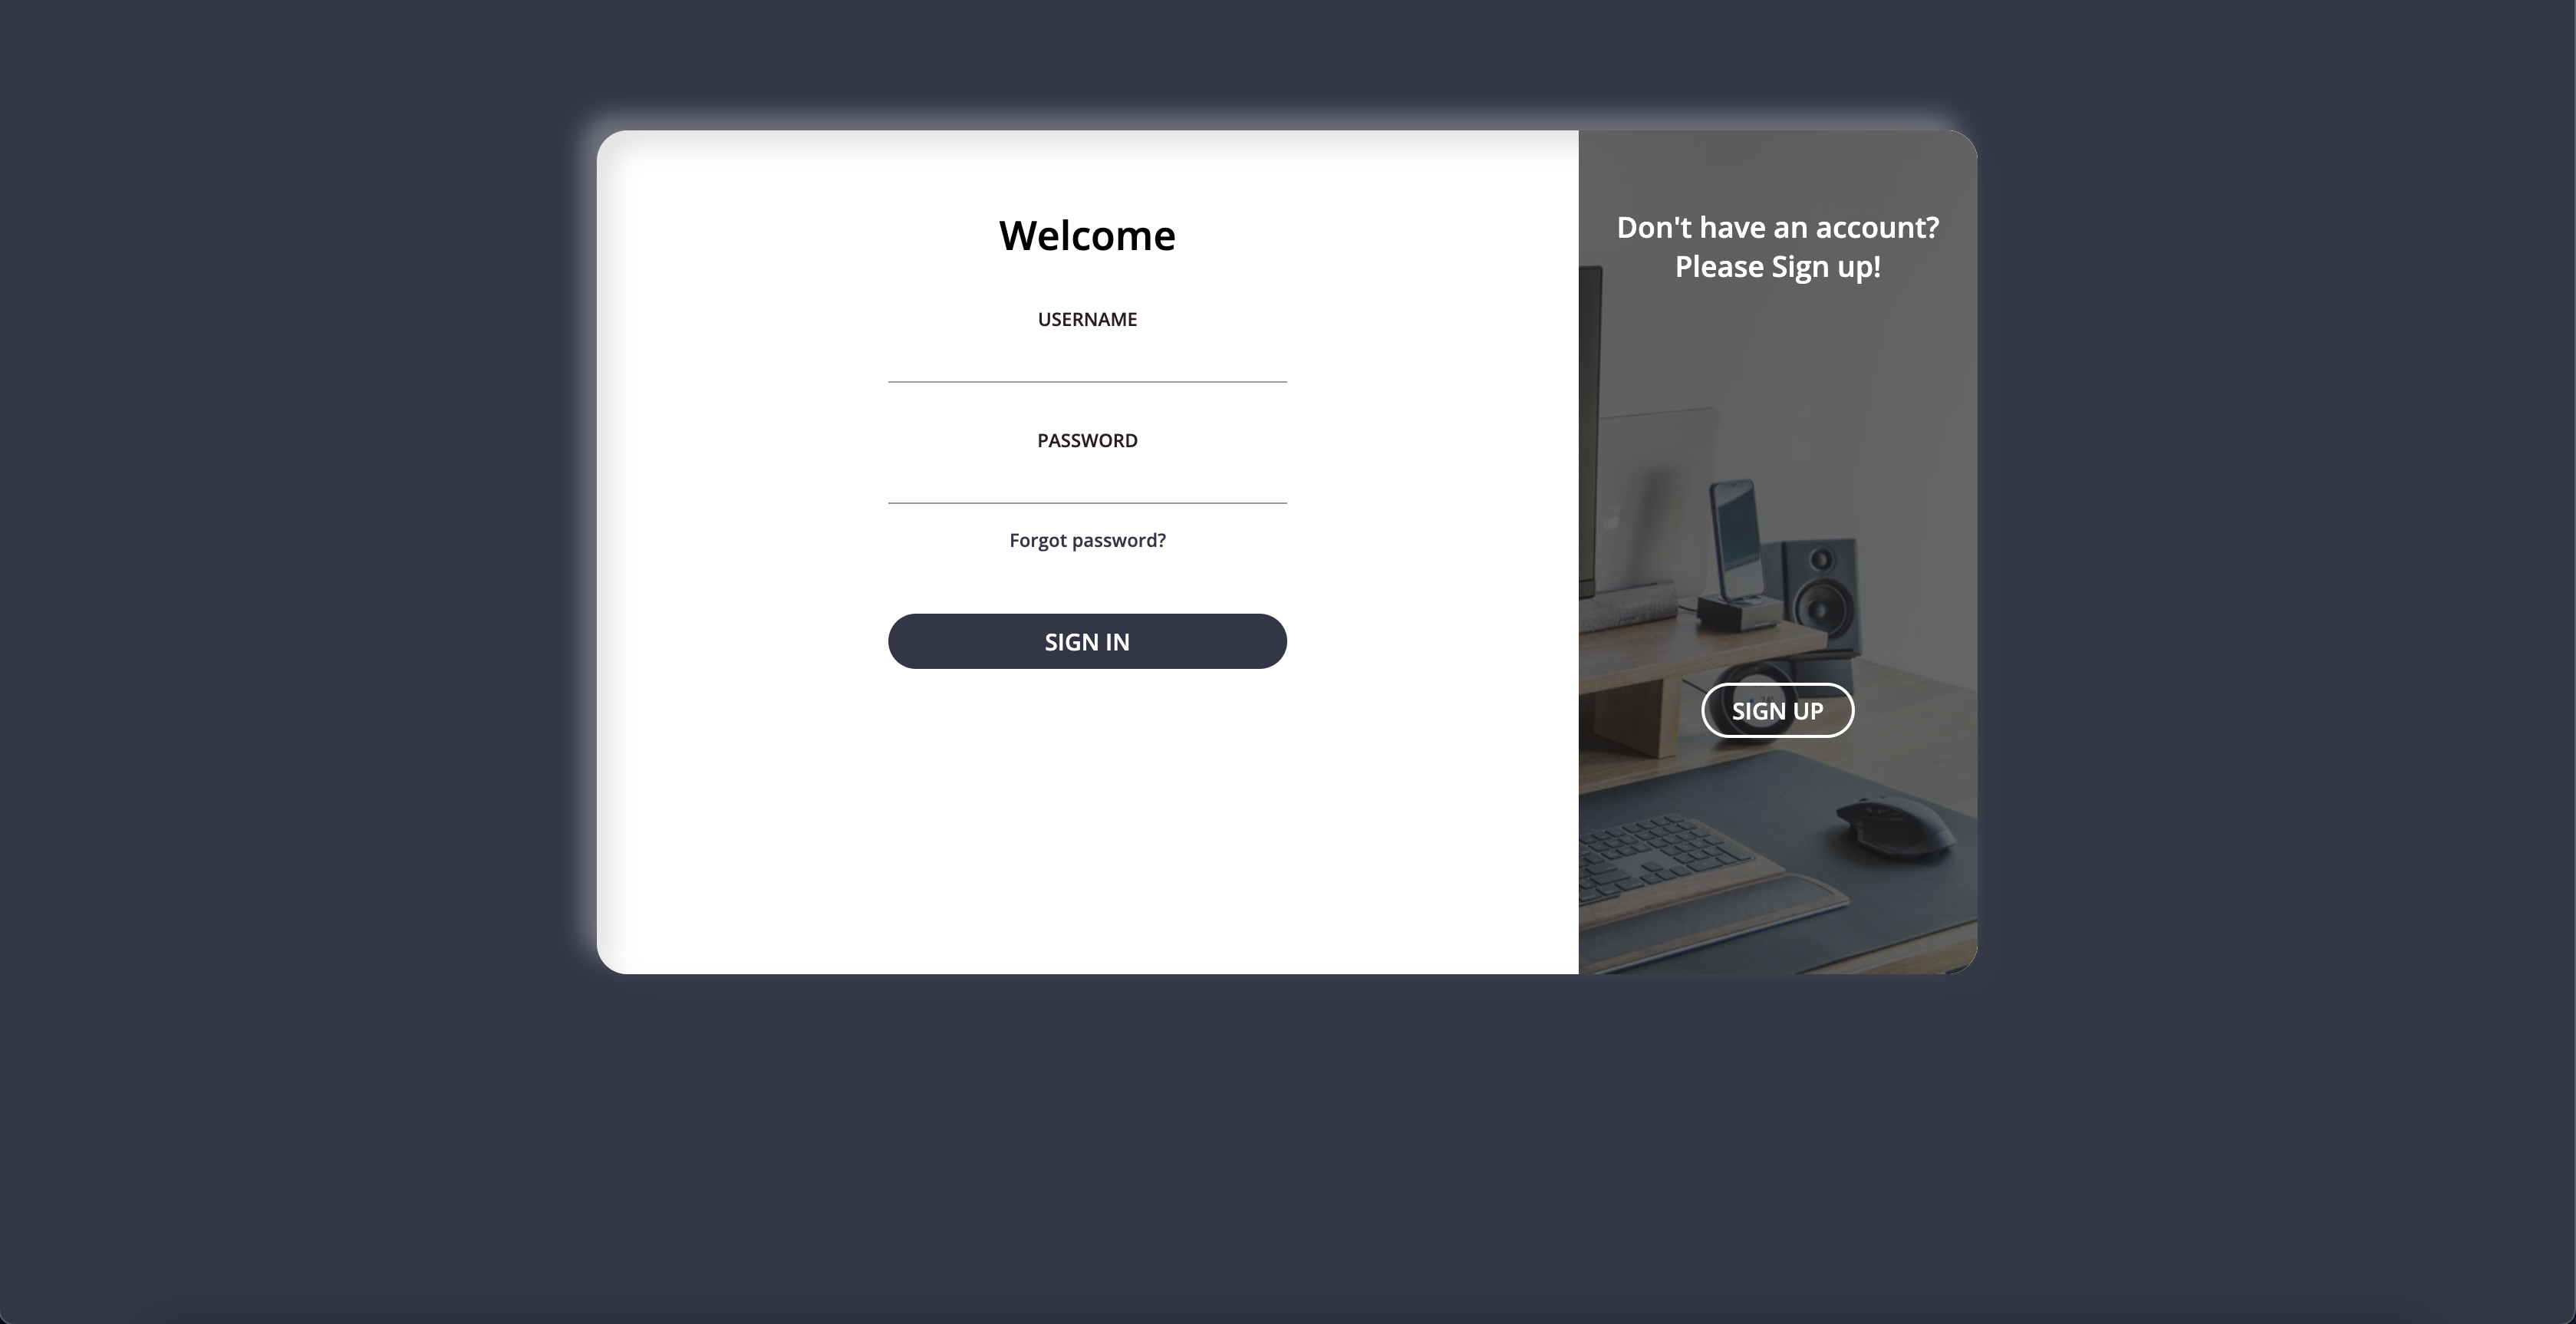 Welcome
USERNAME
PASSWORD
Forgot password?
SIGN IN
Don't have an account?
Please Sign up!
SIGN UP